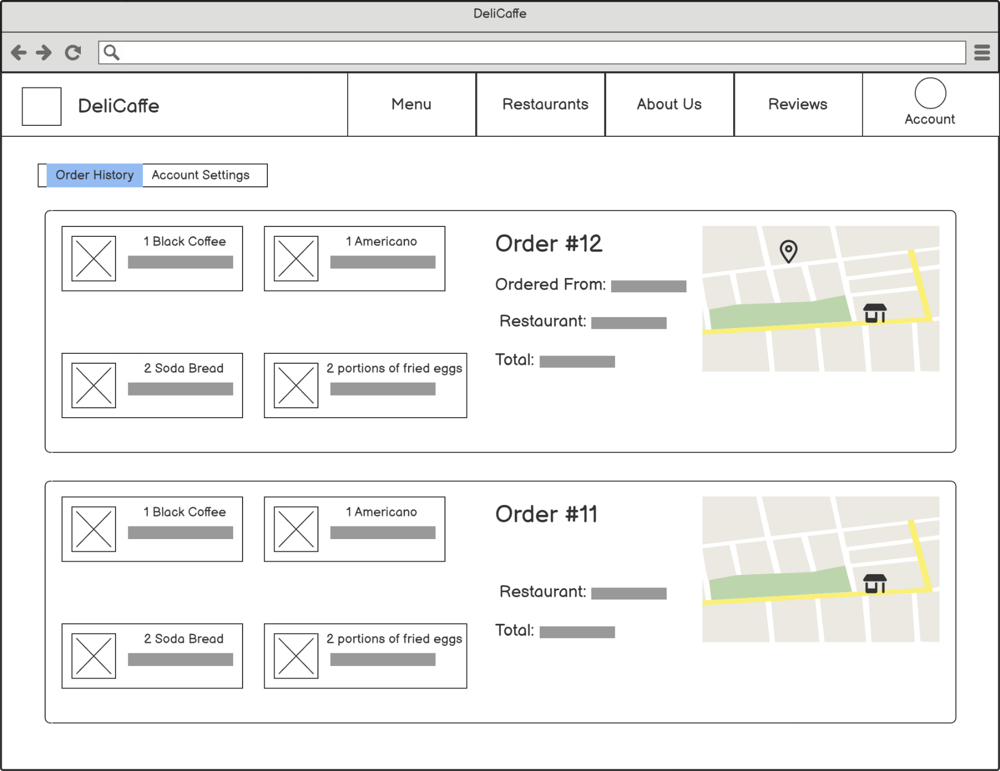 DeliCaffe
DeliCaffe
Menu
Restaurants
About Us
Reviews
Account
Order History
Account Settings
1 Black Coffee
1 Americano
2 Soda Bread
2 portions of fried eggs
Order #12
Ordered From:
Restaurant:
Total:
1 Black Coffee
1 Americano
2 Soda Bread
2 portions of fried eggs
Order #11
Restaurant:
Total: